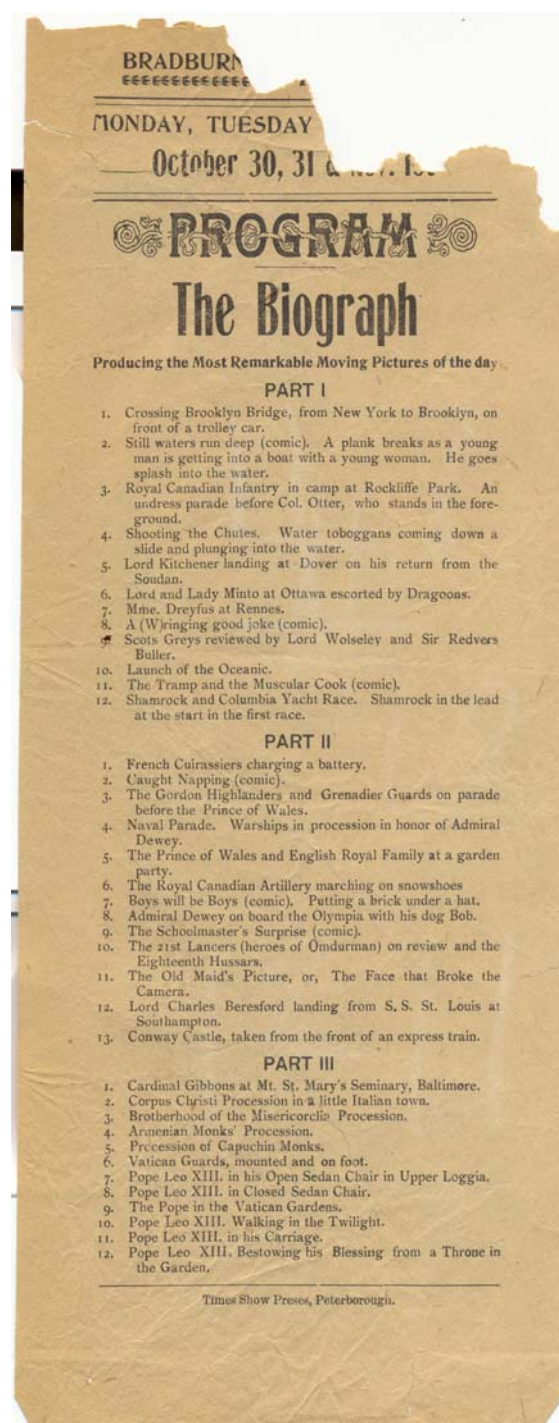 BRADBURN
MONDAY, TUESDAY
October 30, 31 &
PROGRAM
The Biograph
Producing the Most Remarkable Moving Pictures of the day
PART I
1. Crossing Brooklyn Bridge, from New York to Brooklyn, on
front of a trolley car.
2. Still waters run deep (comic). A plank breaks as a young
man is getting into a boat with a young woman. He goes
splash into the water.
3. Royal Canadian Infantry in camp at Rockliffe Park. An
undress parade before Col. Otter, who stands in the fore-
ground.
4. Shooting the Chutes. Water toboggans coming down a
slide and plunging into the water.
5. Lord Kitchener landing at Dover on his return from the
Soudan.
6. Lord and Lady Minto at Ottawa escorted by Dragoons.
7. Mme. Dreyfus at Rennes.
8. A (W)ringing good joke (comic).
9. Scots Greys reviewed by Lord Wolseley and Sir Redvers
Buller.
10. Launch of the Oceanic.
11. The Tramp and the Muscular Cook (comic).
12. Shamrock and Columbia Yacht Race. Shamrock in the lead
at the start in the first race.
PART II
1. French Cuirassiers charging a battery.
2. Caught Napping (comic).
3. The Gordon Highlanders and Grenadier Guards on parade
before the Prince of Wales.
4. Naval Parade. Warships in procession in honor of Admiral
Dewey.
5. The Prince of Wales and English Royal Family at a garden
party.
6. The Royal Canadian Artillery marching on snowshoes
7. Boys will be Boys (comic). Putting a brick under a hat.
8. Admiral Dewey on board the Olympia with his dog Bob.
9. The Schoolmaster's Surprise (comic).
10. The 21st Lancers (heroes of Omdurman) on review and the
Eighteenth Hussars.
11. The Old Maid's Picture, or, The Face that Broke the
Camera.
12. Lord Charles Beresford landing from S. S. St. Louis at
Southampton.
13. Conway Castle, taken from the front of an express train.
PART III
1. Cardinal Gibbons at Mt. St. Mary's Seminary, Baltimore.
2. Corpus Christi Procession in a little Italian town.
3. Brotherhood of the Misericordia Procession.
4. Armenian Monks' Procession.
5. Precession of Capuchin Monks.
6. Vatican Guards, mounted and on foot.
7. Pope Leo XIII. in his Open Sedan Chair in Upper Loggia.
8. Pope Leo XIII. in Closed Sedan Chair.
9. The Pope in the Vatican Gardens.
10. Pope Leo XIII. Walking in the Twilight.
11. Pope Leo XIII. in his Carriage.
12. Pope Leo XIII. Bestowing his Blessing from a Throne in
the Garden.
Times Show Preses, Peterborough.